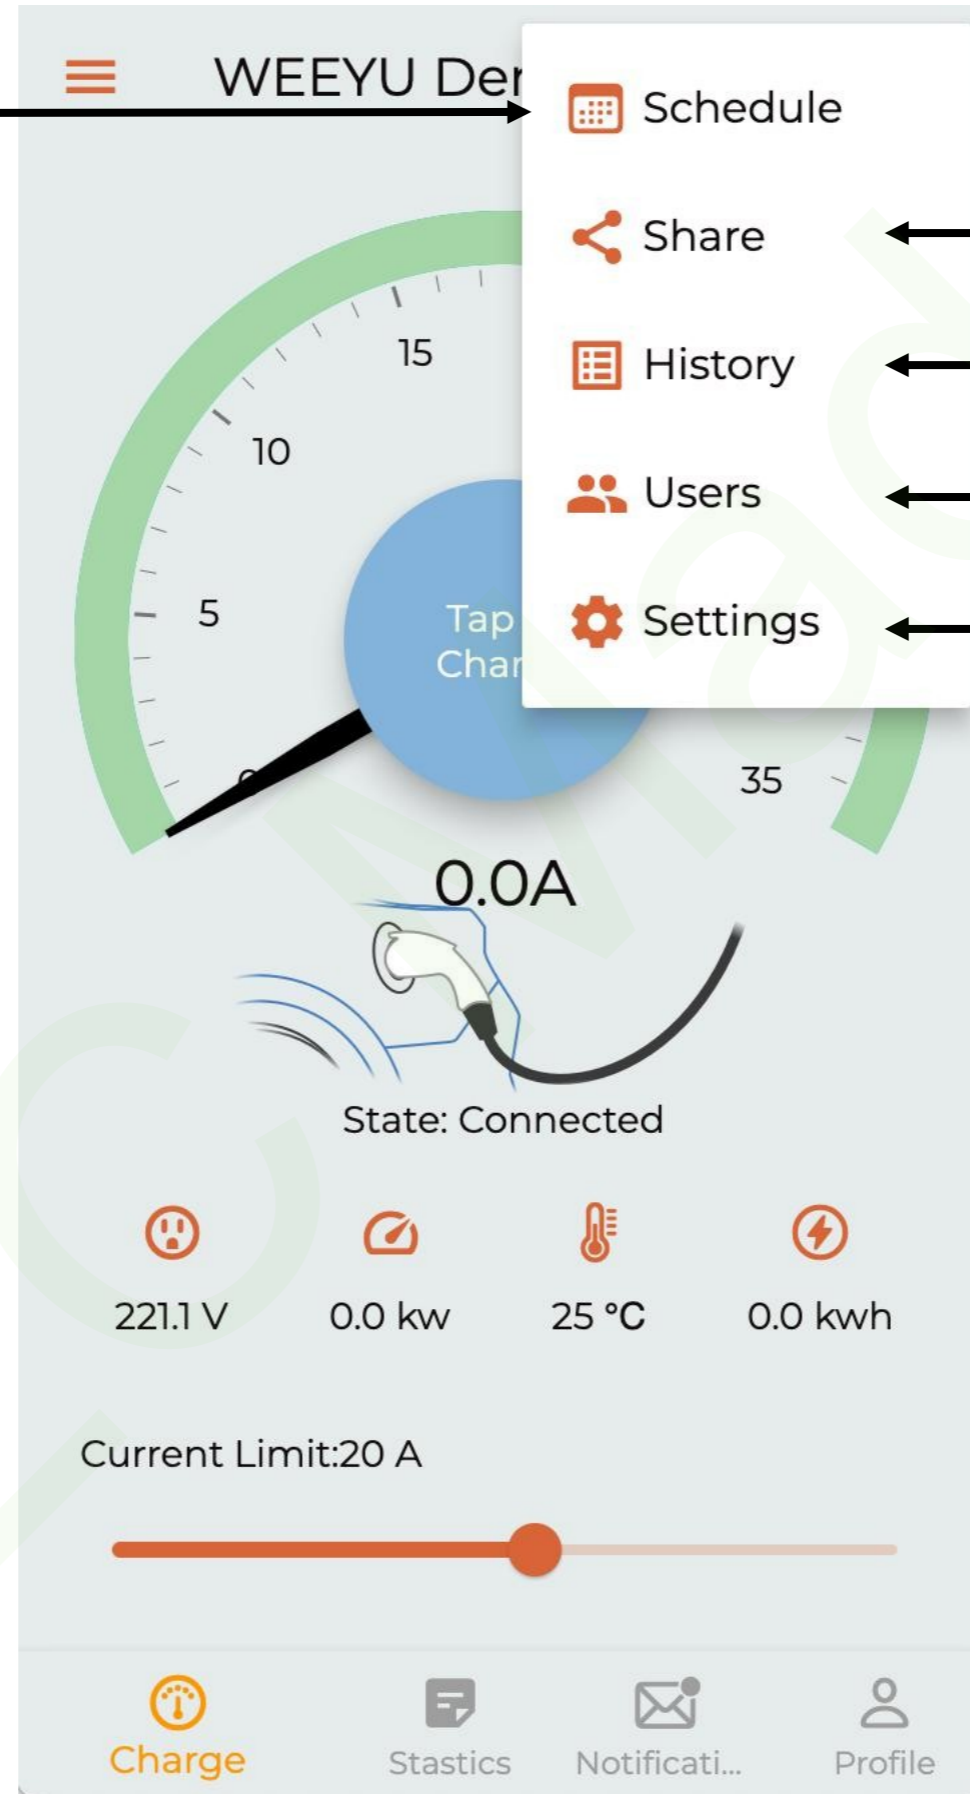 WEEYU Der
Schedule
Share
History
Users
Settings
15
10
5
35
Tap
Char
0.0A
State: Connected
221.1 V
0.0 kw
25 °C
0.0 kwh
Current Limit:20 A
Charge
Stastics
Notificati...
Profile